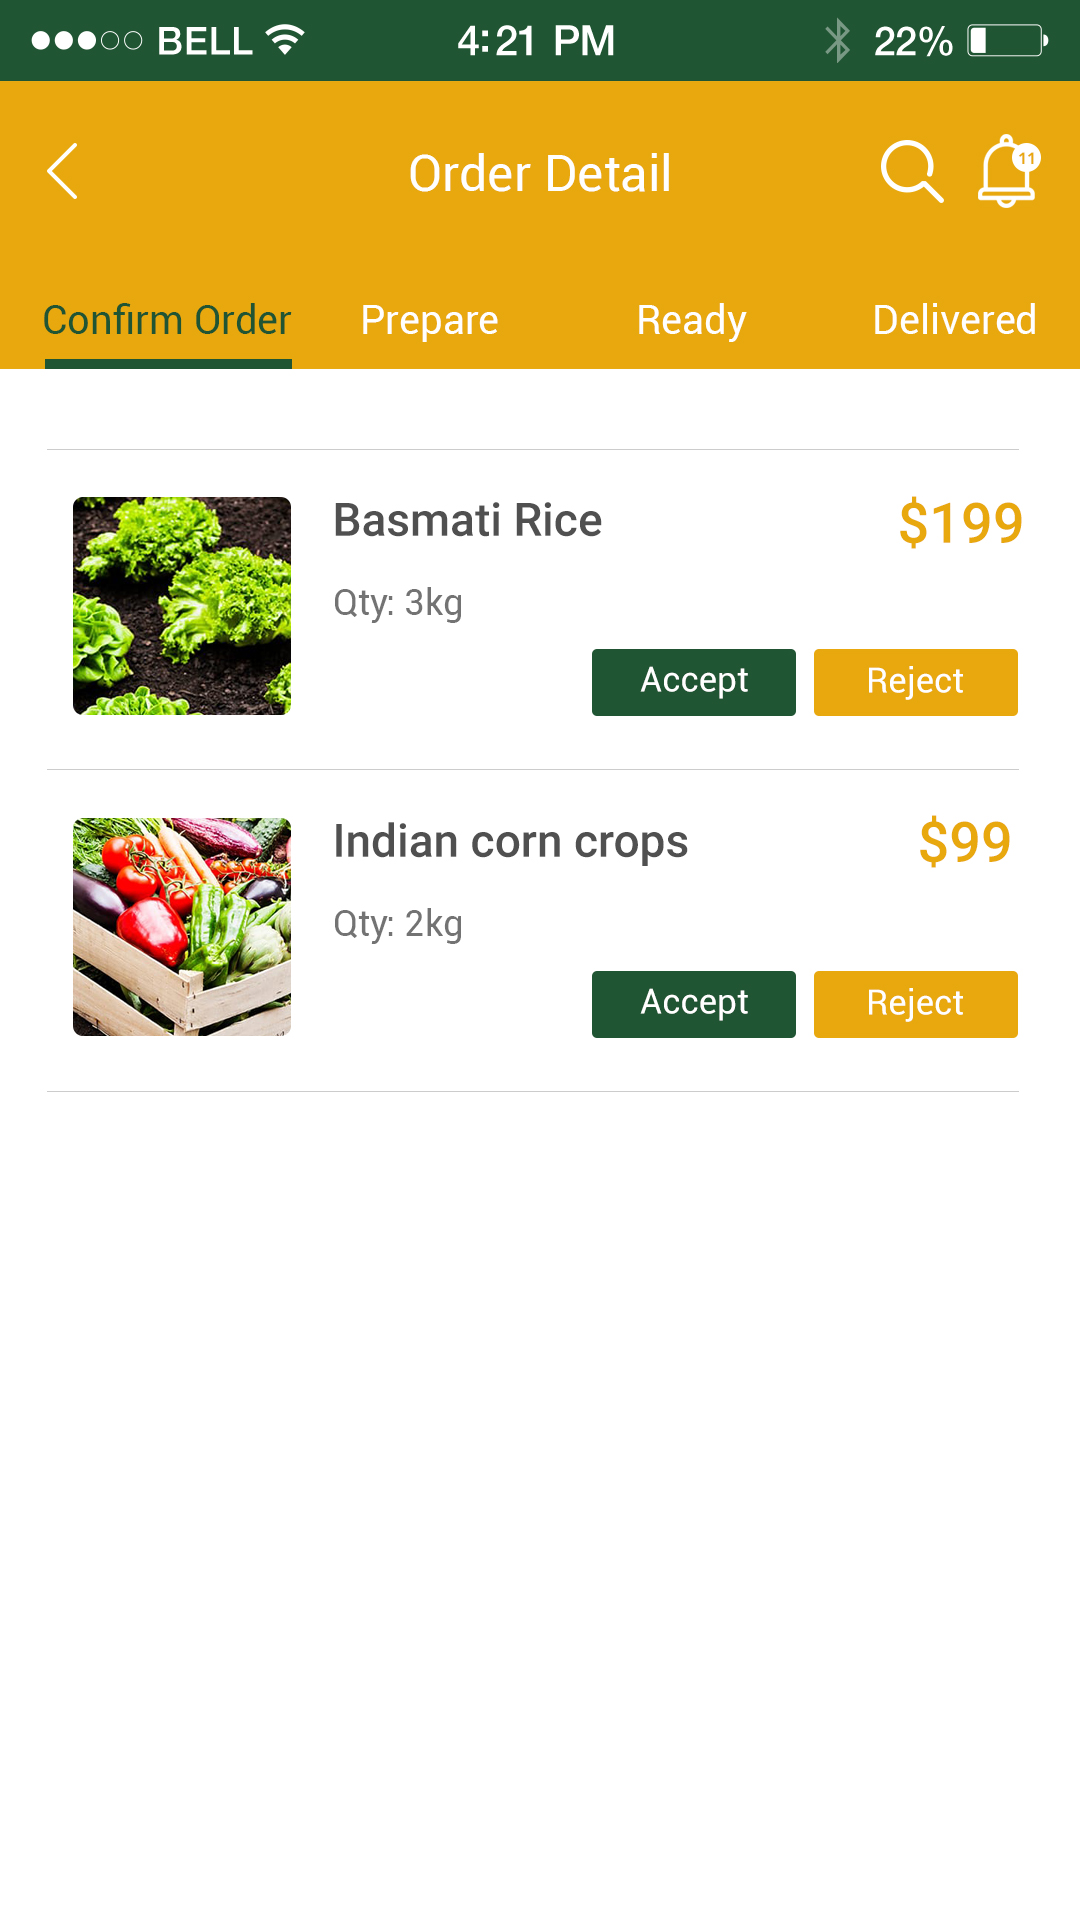 BELL 4:21 PM 22%
Order Detail 11
Confirm Order Prepare Ready Delivered
Basmati Rice $199
Qty: 3kg
Accept Reject
Indian corn crops $99
Qty: 2kg
Accept Reject